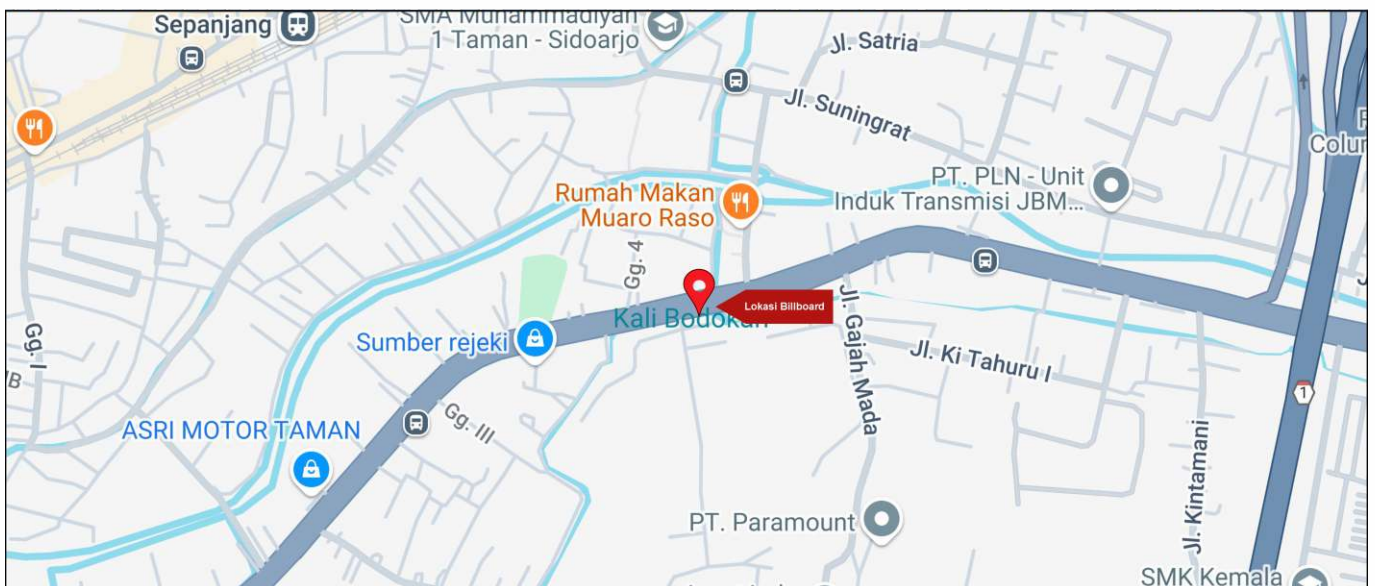 SMA Muhammadiyah
1 Taman - Sidoarjo
Sepanjang
Jl. Satria
Jl. Suningrat
Colum
PT. PLN - Unit
Induk Transmisi JBM...
Rumah Makan
Muaro Raso
Gg. 4
Lokasi Billboard
Kali Bodokan
Jl. Gajah Mada
Gg. I
Sumber rejeki
Jl. Ki Tahuru I
1
Gg. III
ASRI MOTOR TAMAN
Jl. Kintamani
PT. Paramount
SMK Kemala